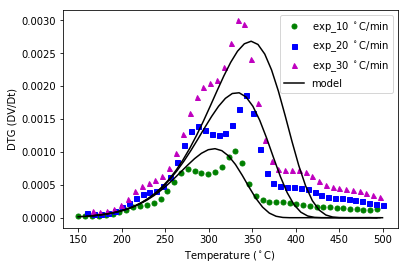 0.0030
0.0025
0.0020
0.0015
0.0010
0.0005
0.0000
DTG (DV/Dt)
exp_10 °C/min
exp_20 °C/min
exp_30 °C/min
model
150 200 250 300 350 400 450 500
Temperature (°C)